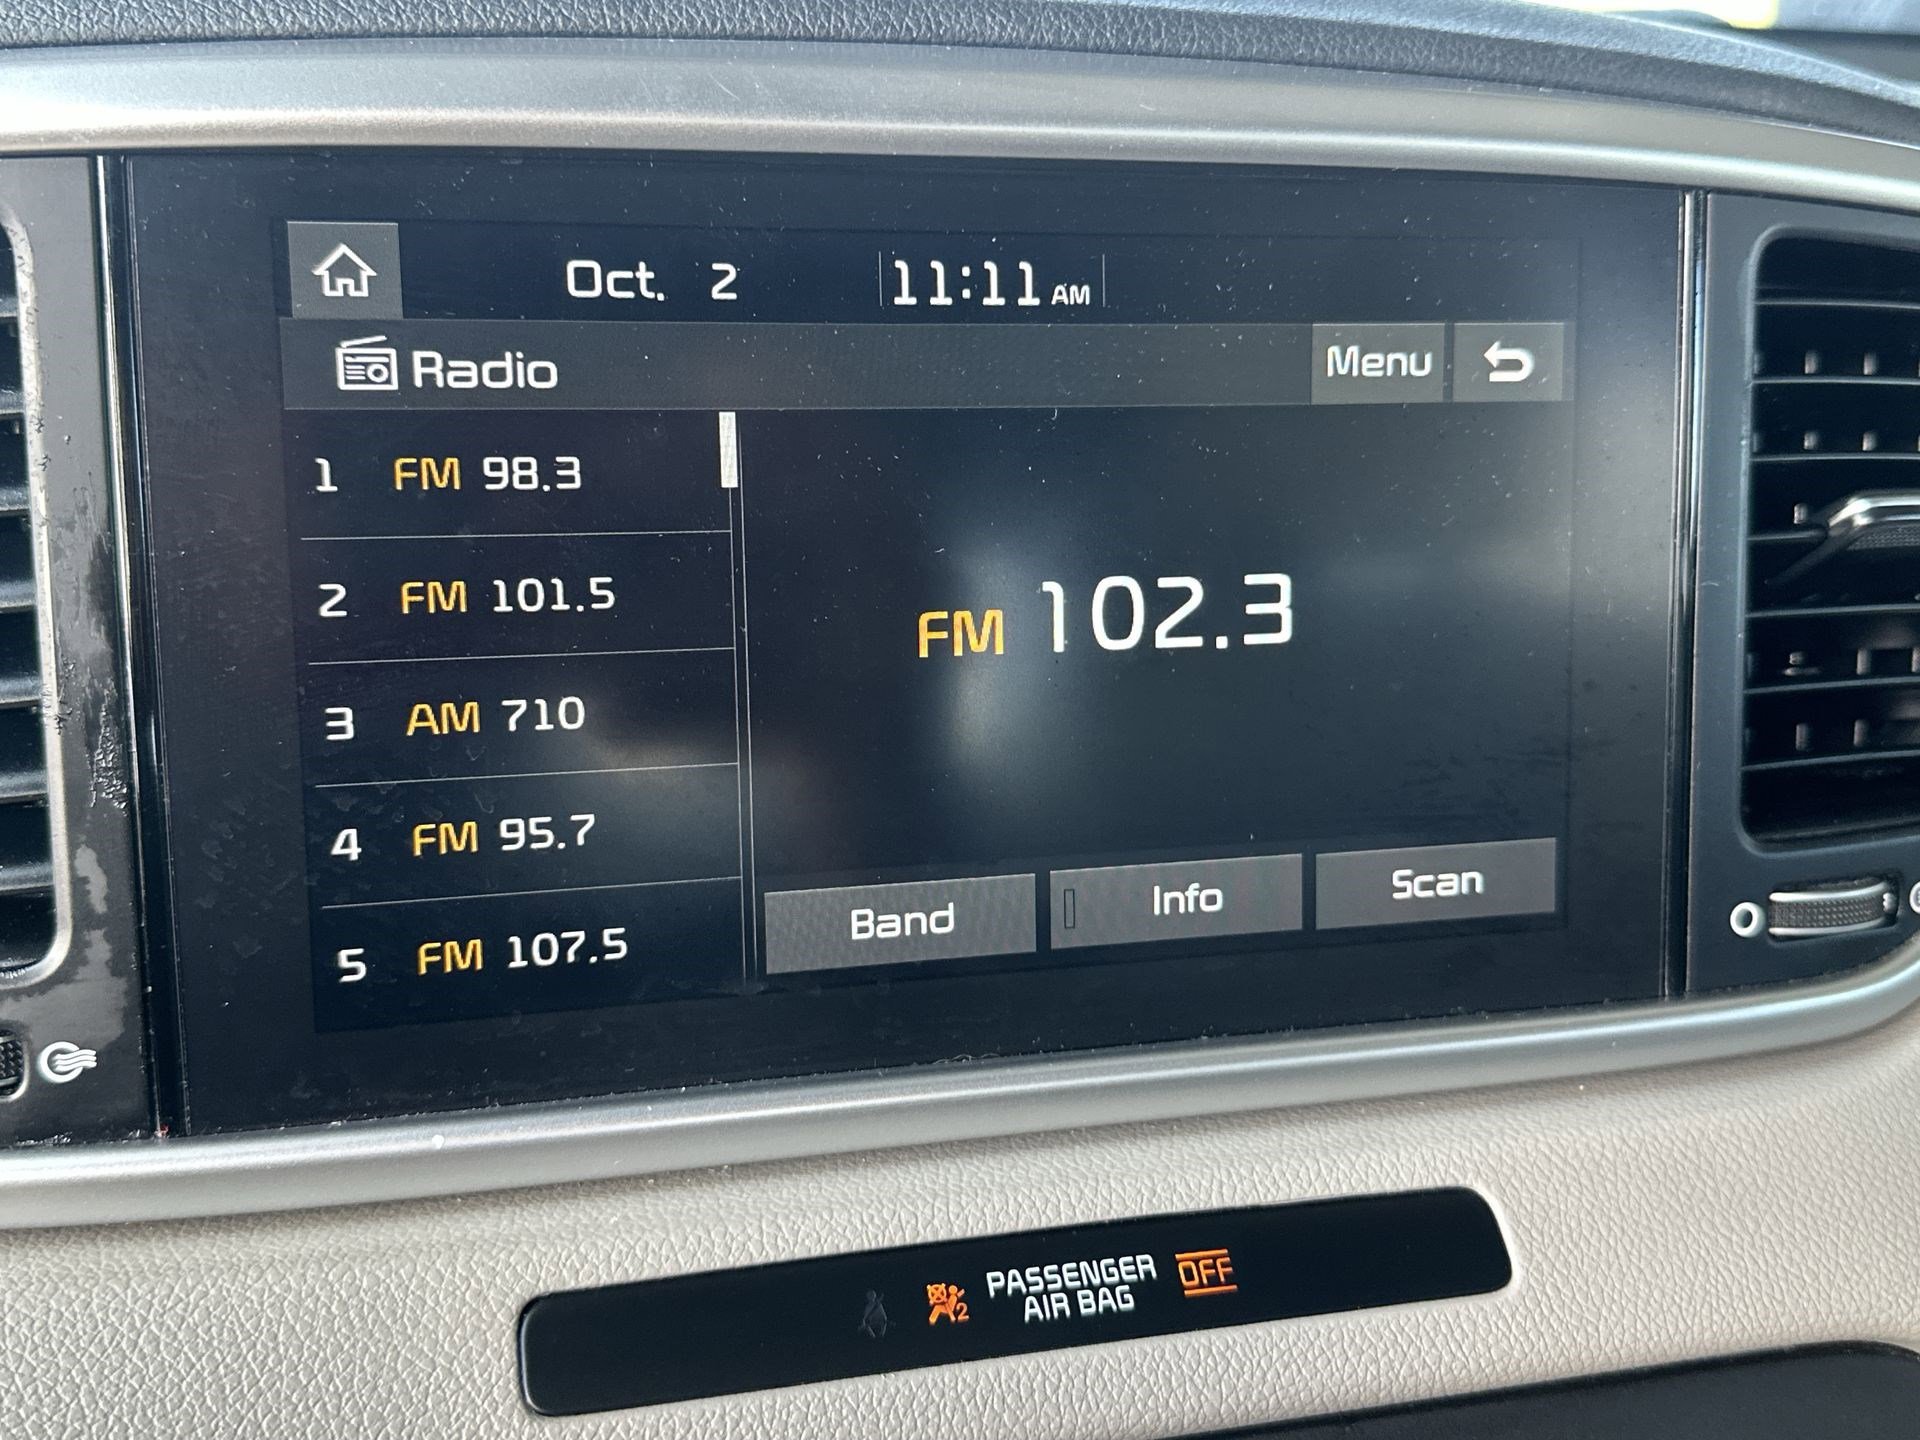 Oct. 2 11:11 AM
Radio Menu
1 FM 98.3
2 FM 101.5
3 AM 710
4 FM 95.7
5 FM 107.5
FM 102.3
Band Info Scan
PASSENGER
AIR BAG OFF
2